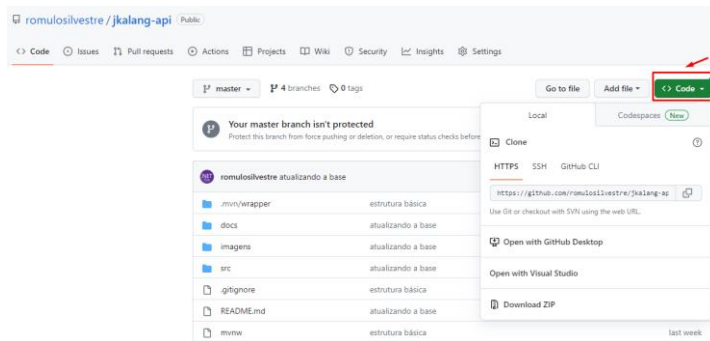 romulosilvestre / jkalang-api Public
Code Issues Pull requests Actions Projects Wiki Security Insights Settings
master 4 branches 0 tags Go to file Add file Code
Your master branch isn't protected
Protect this branch from force pushing or deletion, or require status checks before
Local Codespaces New
Clone
HTTPS SSH GitHub CLI
https://github.com/romulosilvestre/jkalang-ap
Use Git or checkout with SVN using the web URL.
Open with GitHub Desktop
Open with Visual Studio
Download ZIP
romulosilvestre atualizando a base
.mvn/wrapper estrutura básica
docs atualizando a base
imagens atualizando a base
src atualizando a base
.gitignore estrutura básica
README.md atualizando a base
mvnw estrutura básica last week